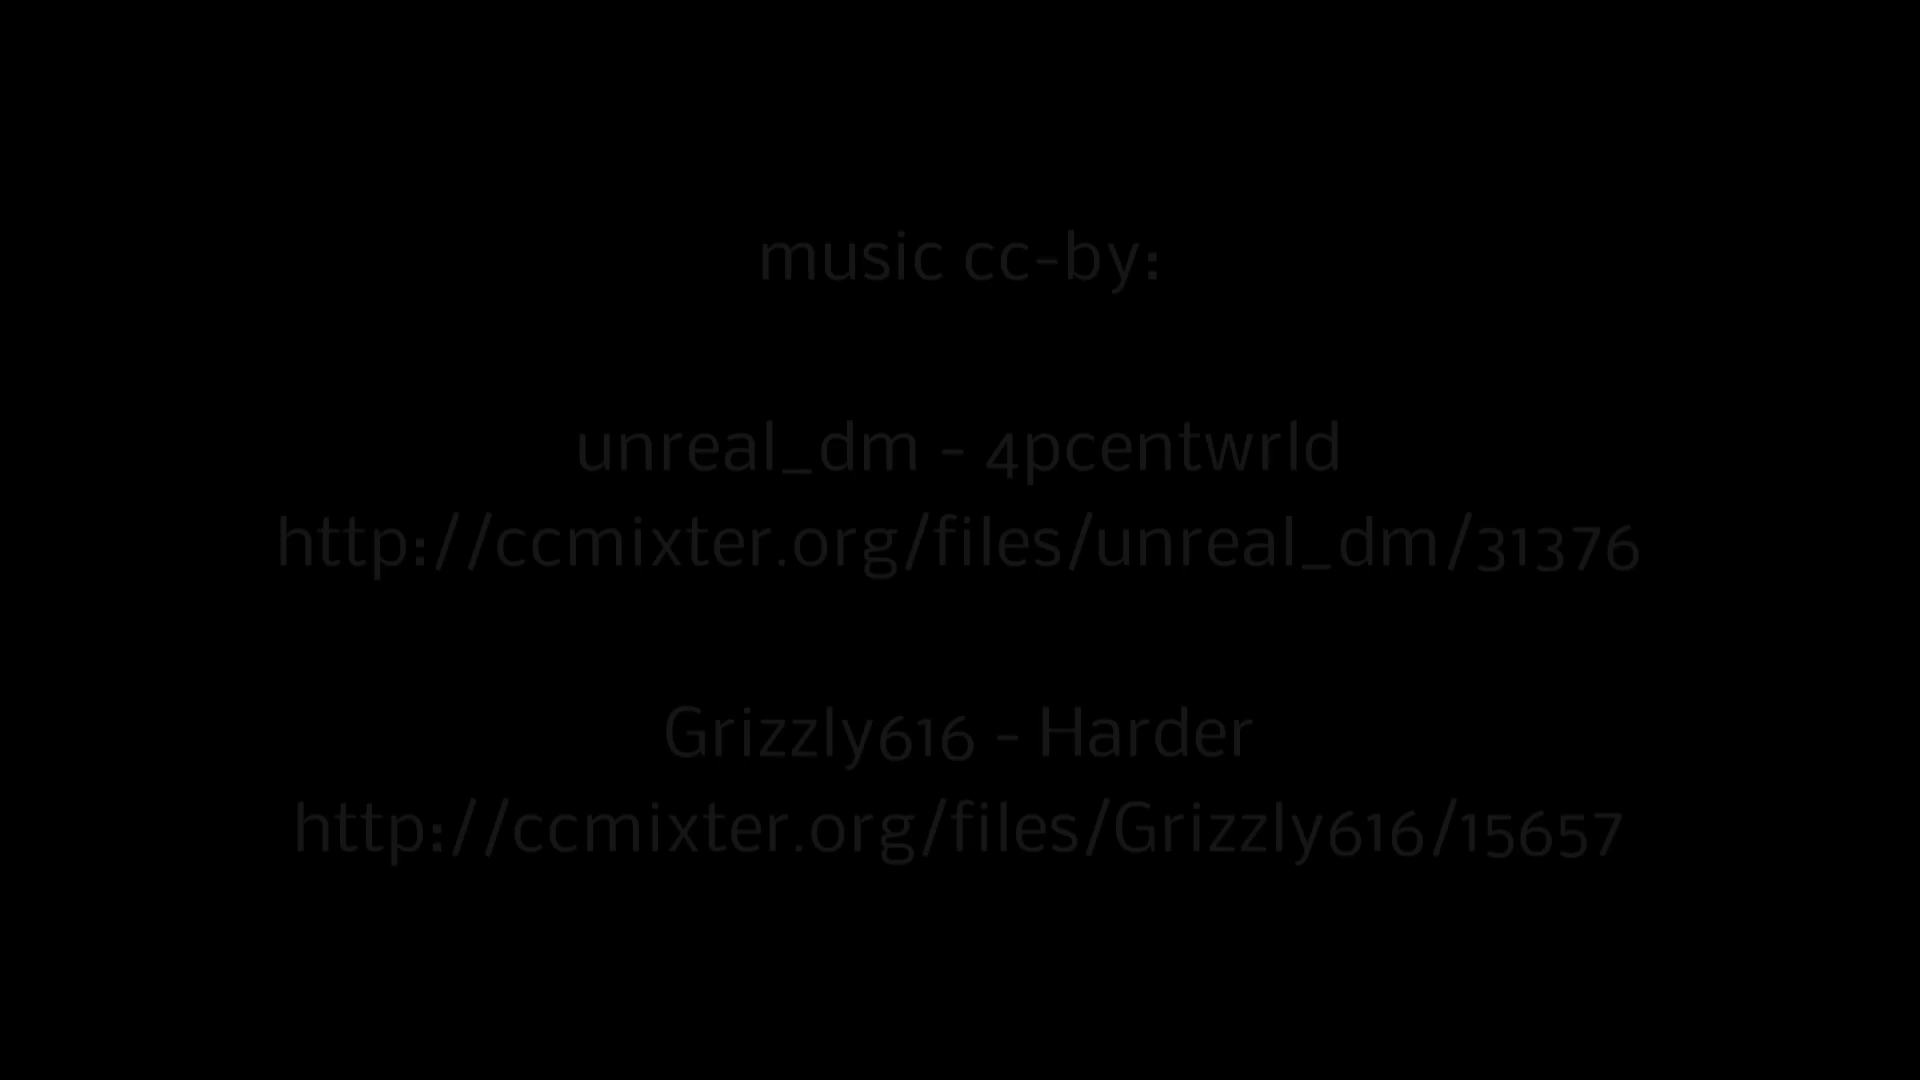 music cc-by:
unreal_dm - 4pcentwrld
http://ccmixter.org/files/unreal_dm/31376
Grizzly616 - Harder
http://ccmixter.org/files/Grizzly616/15657